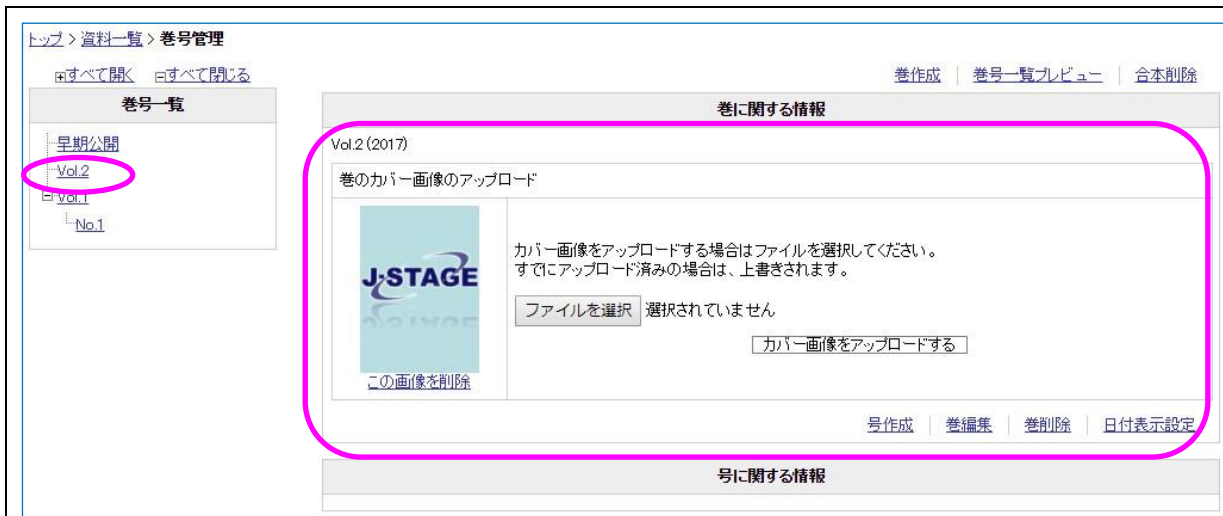 トップ > 資料一覧 > 巻号管理
すべて開く すべて閉じる
巻作成 | 巻号一覧プレビュー | 合本削除
巻号一覧
早期公開
Vol.2
Vol.1
No.1
巻に関する情報
Vol.2 (2017)
巻のカバー画像のアップロード
J-STAGE
この画像を削除
カバー画像をアップロードする場合はファイルを選択してください。
すでにアップロード済みの場合は、上書きされます。
ファイルを選択 選択されていません
カバー画像をアップロードする
号作成 | 巻編集 | 巻削除 | 日付表示設定
号に関する情報